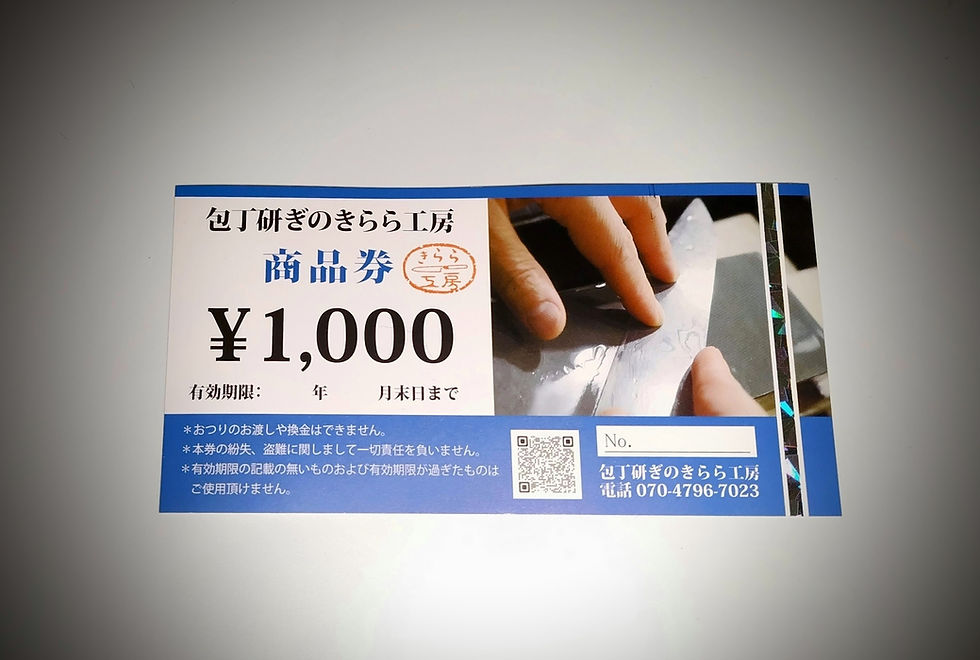 包丁研ぎのきらら工房
商品券
きらら
工房
¥1,000
有効期限： 年 月末日まで
＊おつりのお渡しや換金はできません。
＊本券の紛失、盗難に関しまして一切責任を負いません。
＊有効期限の記載の無いものおよび有効期限が過ぎたものは
ご使用頂けません。
No.
包丁研ぎのきらら工房
電話 070-4796-7023